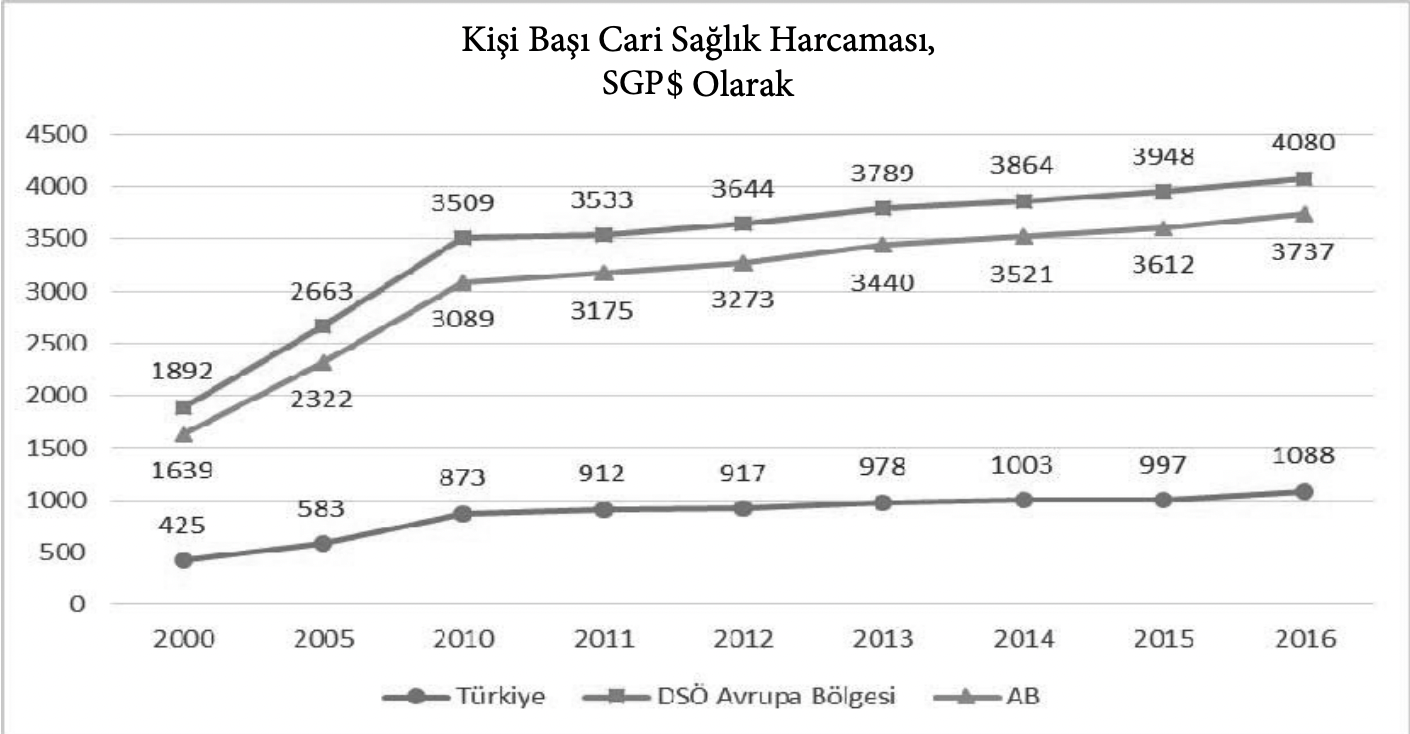 Kişi Başı Cari Sağlık Harcaması,
SGP$ Olarak
4500
4000
3500
3000
2500
2000
1500
1000
500
0
1892 2663 3509 3533 3644 3789 3864 3948 4080
1639 2322 3089 3175 3273 3440 3521 3612 3737
425 583 873 912 917 978 1003 997 1088
2000 2005 2010 2011 2012 2013 2014 2015 2016
Türkiye DSÖ Avrupa Bölgesi AB